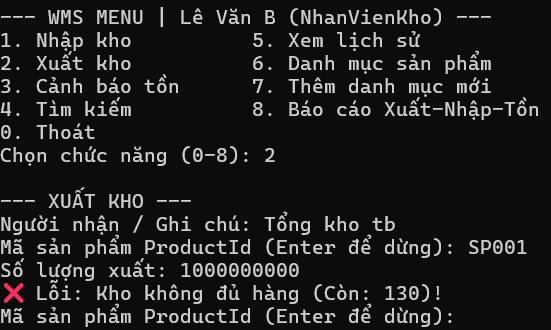 --- WMS MENU | Lê Văn B (NhanVienKho) ---
1. Nhập kho          5. Xem lịch sử
2. Xuất kho          6. Danh mục sản phẩm
3. Cảnh báo tồn      7. Thêm danh mục mới
4. Tìm kiếm          8. Báo cáo Xuất-Nhập-Tồn
0. Thoát
Chọn chức năng (0-8): 2

--- XUẤT KHO ---
Người nhận / Ghi chú: Tổng kho tb
Mã sản phẩm ProductId (Enter để dừng): SP001
Số lượng xuất: 1000000000
❌ Lỗi: Kho không đủ hàng (Còn: 130)!
Mã sản phẩm ProductId (Enter để dừng):